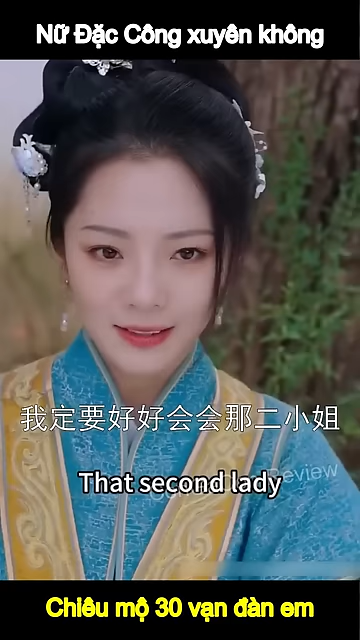 Nữ Đặc Công xuyên không
我定要好好会会那二小姐
Review
That second lady
Chiêu mộ 30 vạn đàn em